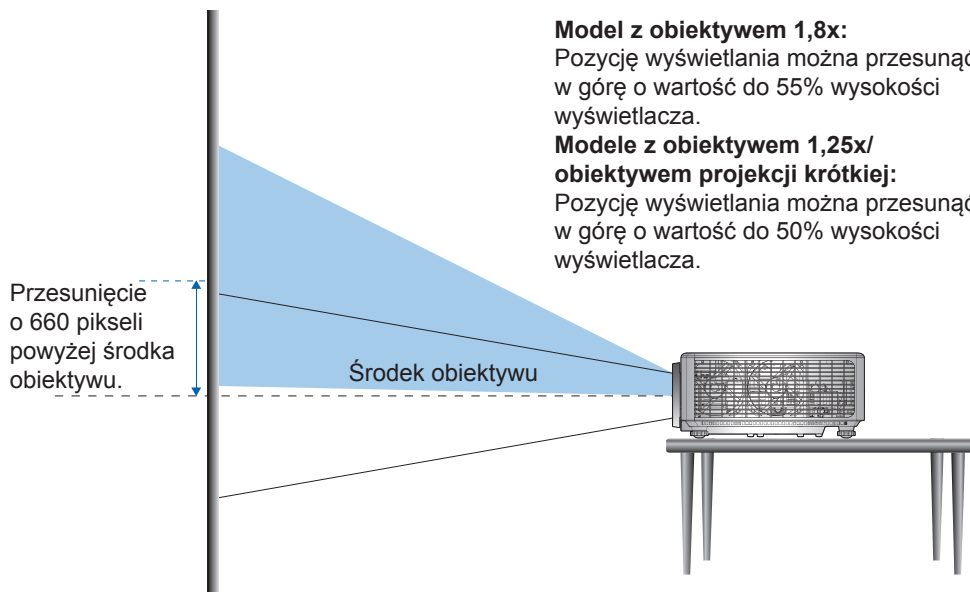 Model z obiektywem 1,8x:
Pozycję wyświetlania można przesunąć
w górę o wartość do 55% wysokości
wyświetlacza.
Modele z obiektywem 1,25x/
obiektywem projekcji krótkiej:
Pozycję wyświetlania można przesunąć
w górę o wartość do 50% wysokości
wyświetlacza.
Przesunięcie
o 660 pikseli
powyżej środka
obiektywu.
Środek obiektywu